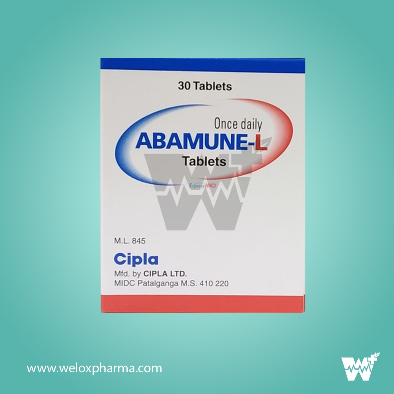 30 Tablets
Once daily
ABAMUNE-L
Tablets
M.L. 845
Cipla
Mfd. by CIPLA LTD.
MIDC Patalganga M.S. 410 220
www.weloxpharma.com